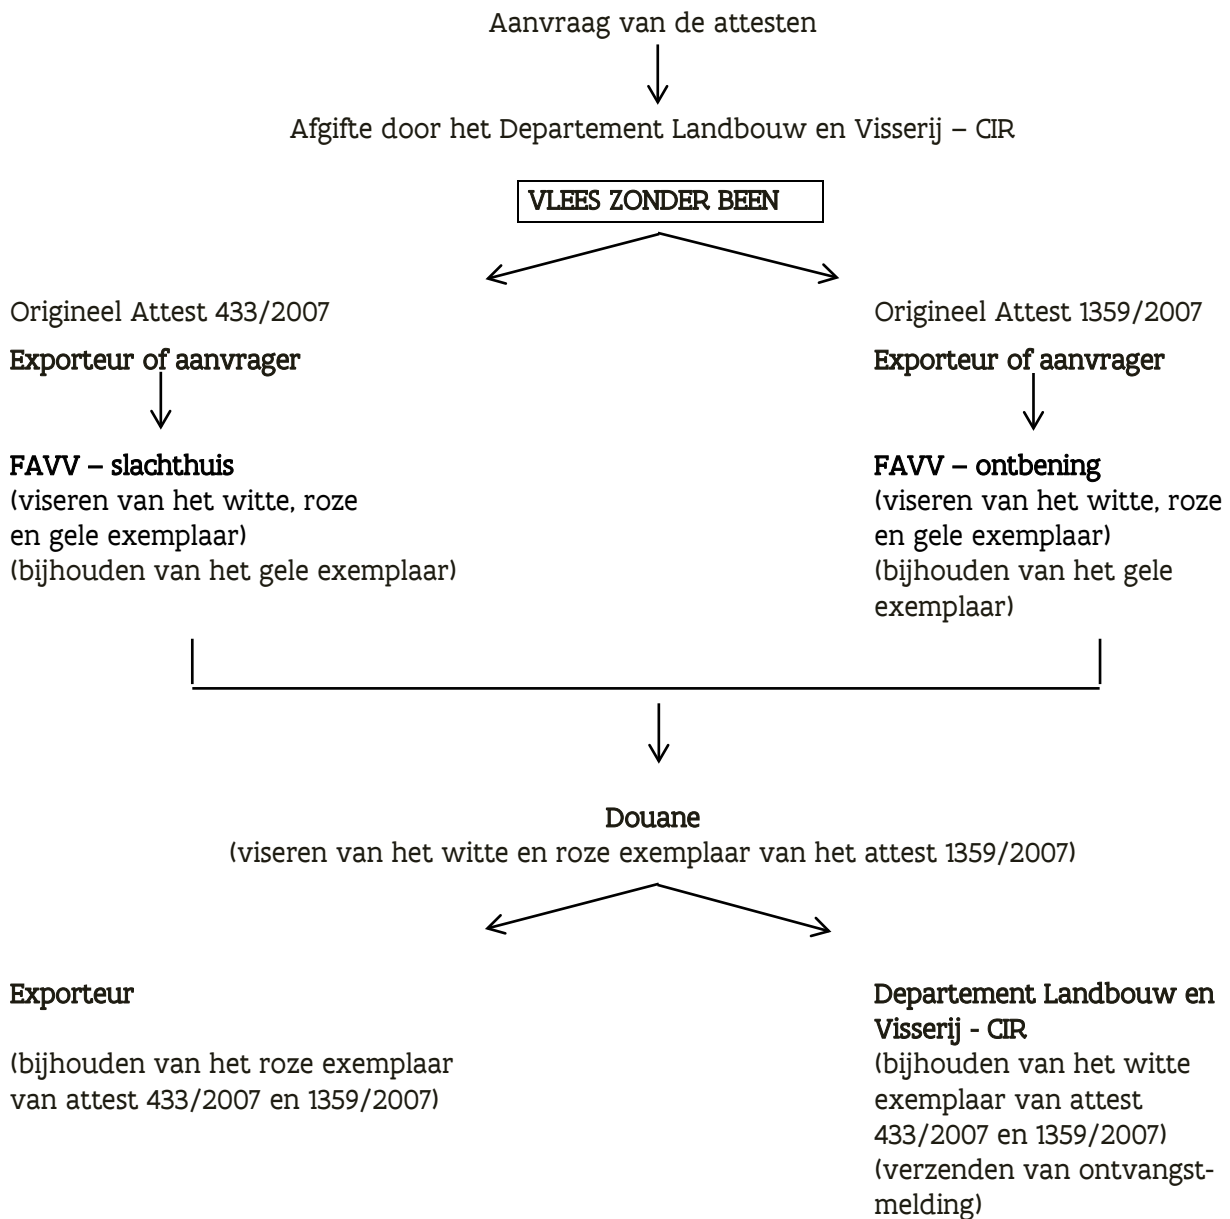 Aanvraag van de attesten
Afgifte door het Departement Landbouw en Visserij – CIR
VLEES ZONDER BEEN
Origineel Attest 433/2007
Exporteur of aanvrager
FAVV – slachthuis
(viseren van het witte, roze
en gele exemplaar)
(bijhouden van het gele exemplaar)
Origineel Attest 1359/2007
Exporteur of aanvrager
FAVV – ontbening
(viseren van het witte, roze
en gele exemplaar)
(bijhouden van het gele
exemplaar)
Douane
(viseren van het witte en roze exemplaar van het attest 1359/2007)
Exporteur
(bijhouden van het roze exemplaar
van attest 433/2007 en 1359/2007)
Departement Landbouw en
Visserij - CIR
(bijhouden van het witte
exemplaar van attest
433/2007 en 1359/2007)
(verzenden van ontvangst-
melding)